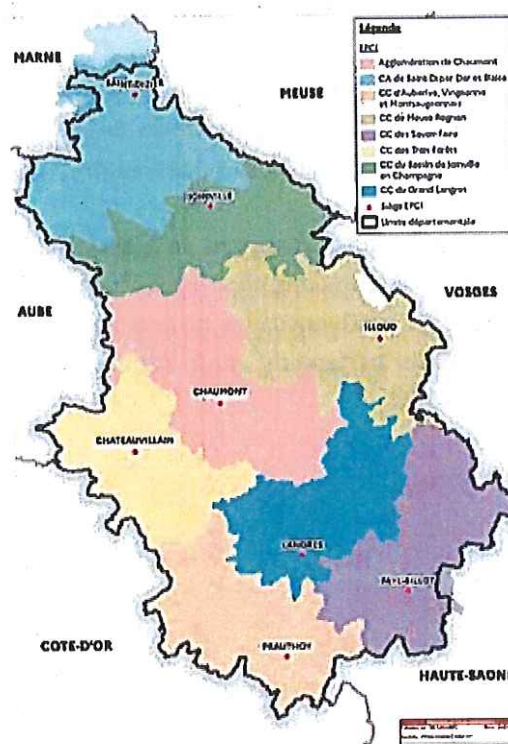 MARNE
SAINT-DIZIER
MEUSE
JOINVILLE
AUBE
VOSGES
ILLOUD
CHAUMONT
CHATEAUVILLAIN
LANGRES
FAYL-BILLOT
PRAUTHOY
COTE-D'OR
HAUTE-SAÔNE
Légende
EPCI
Agglomération de Chaumont
CA de Saint Dizier Der et Blaise
CC d'Auberive, Vingeanne
et Montsaugeonnais
CC de Meuse Rognon
CC des Savoir-Faire
CC des Trois Forêts
CC du Bassin de Joinville
en Champagne
CC du Grand Langres
Siège EPCI
Limite départementale